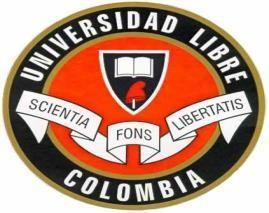 UNIVERSIDAD LIBRE
SCIENTIA
FONS
LIBERTATIS
COLOMBIA